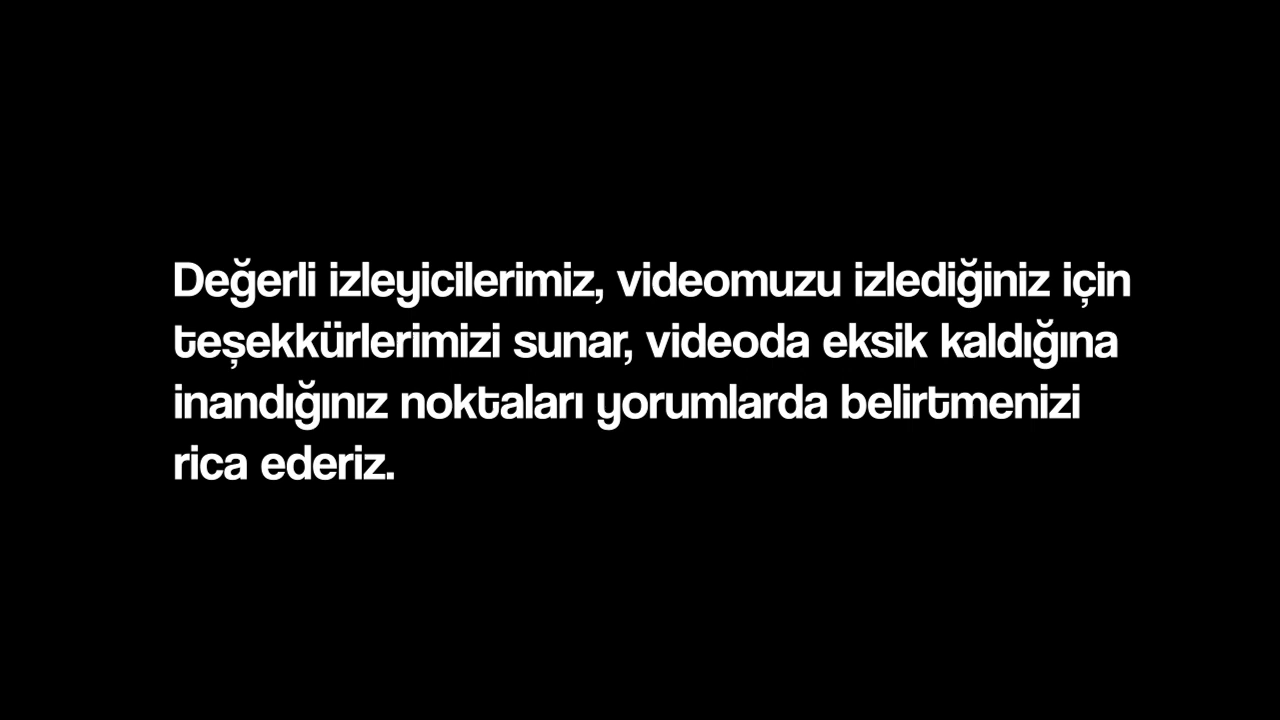 Değerli izleyicilerimiz, videomuzu izlediğiniz için
teşekkürlerimizi sunar, videoda eksik kaldığına
inandığınız noktaları yorumlarda belirtmenizi
rica ederiz.